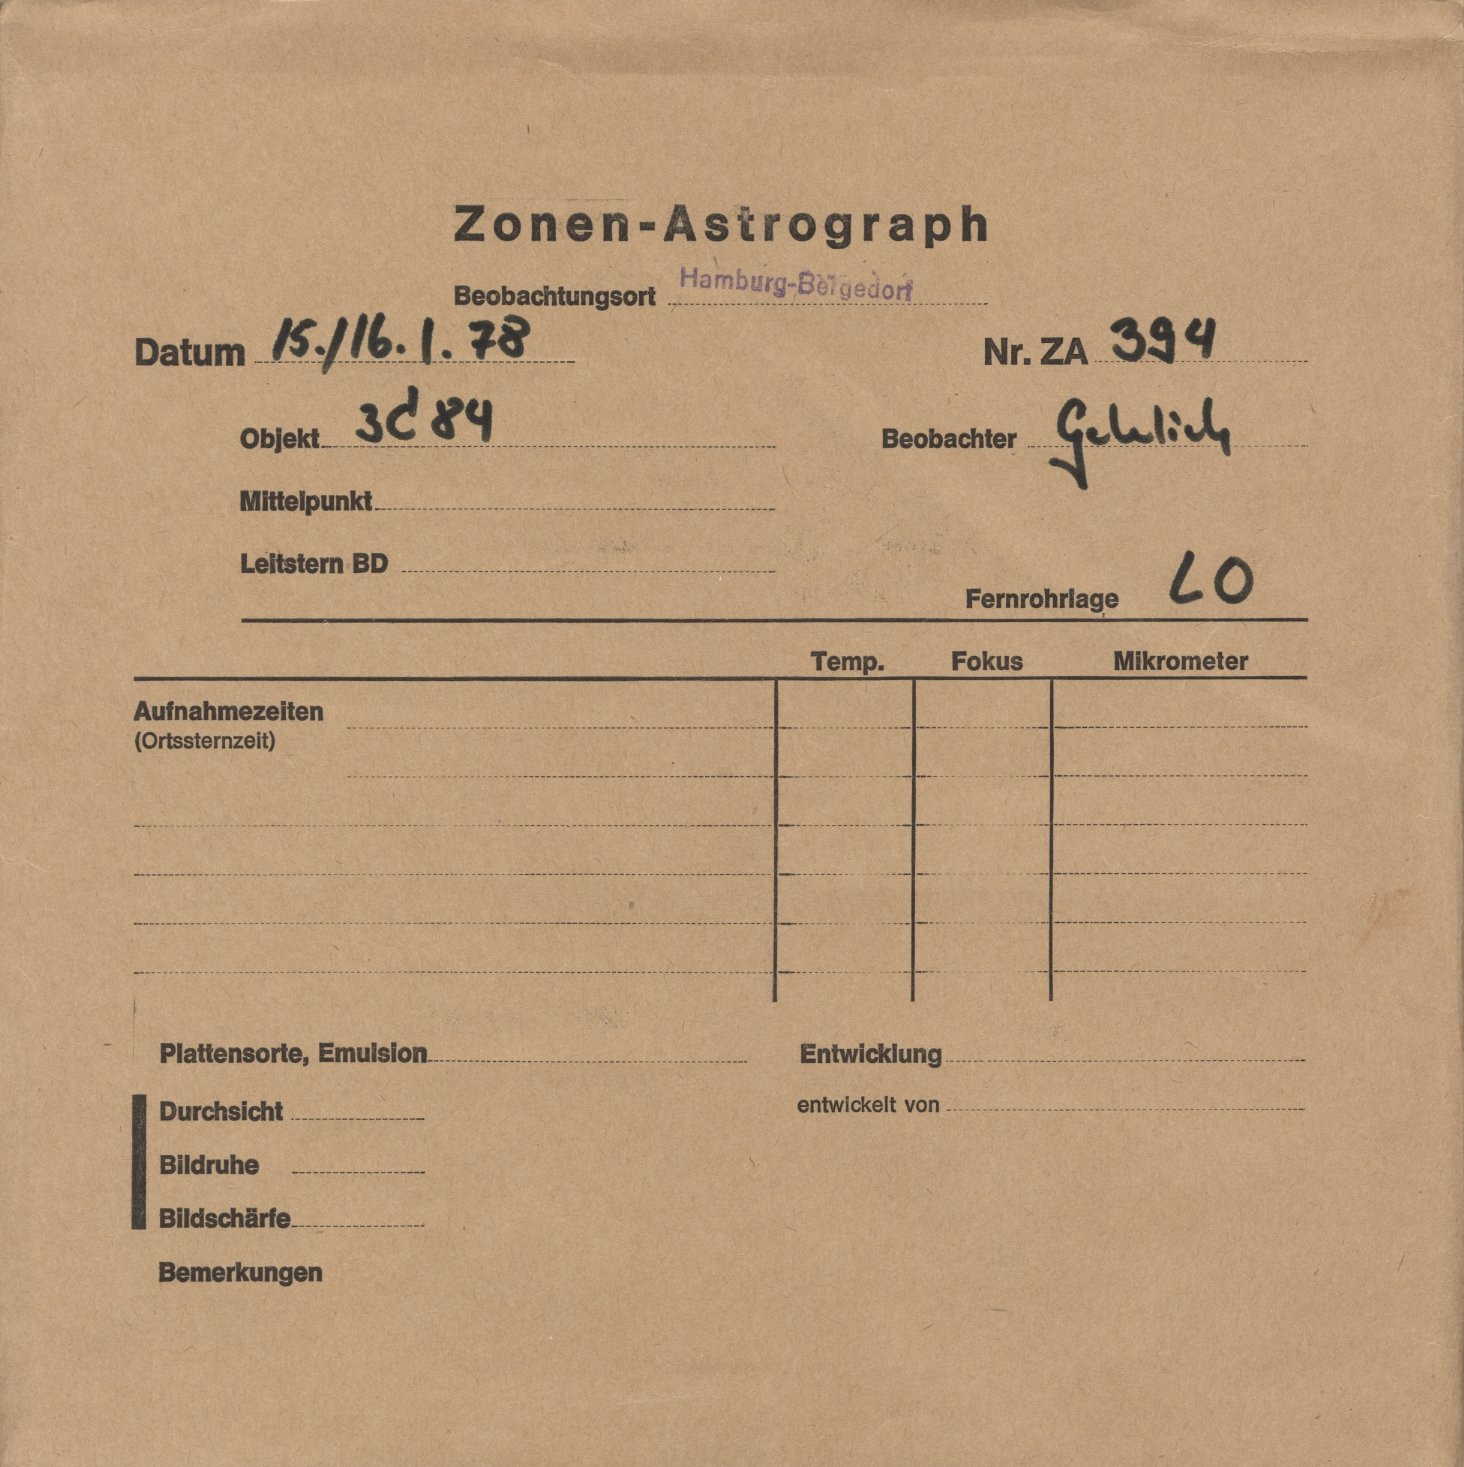 Zonen-Astrograph
Beobachtungsort Hamburg-Bergedorf
Datum 15./16. 1. 78 Nr. ZA 394
Objekt 3C 84 Beobachter Gehlich
Mittelpunkt
Leitstern BD
Fernrohrlage LO
Temp. Fokus Mikrometer
Aufnahmezeiten
(Ortssternzeit)
Plattensorte, Emulsion Entwicklung
Durchsicht entwickelt von
Bildruhe
Bildschärfe
Bemerkungen